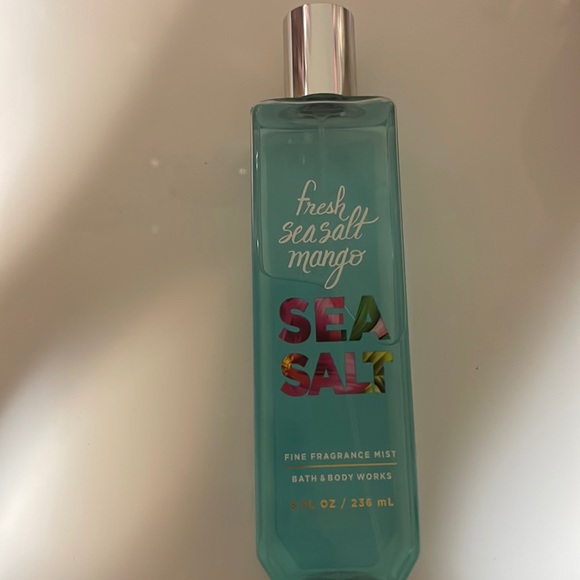 fresh
sea salt
mango
SEA
SALT
FINE FRAGRANCE MIST
BATH & BODY WORKS
8 FL OZ / 236 mL